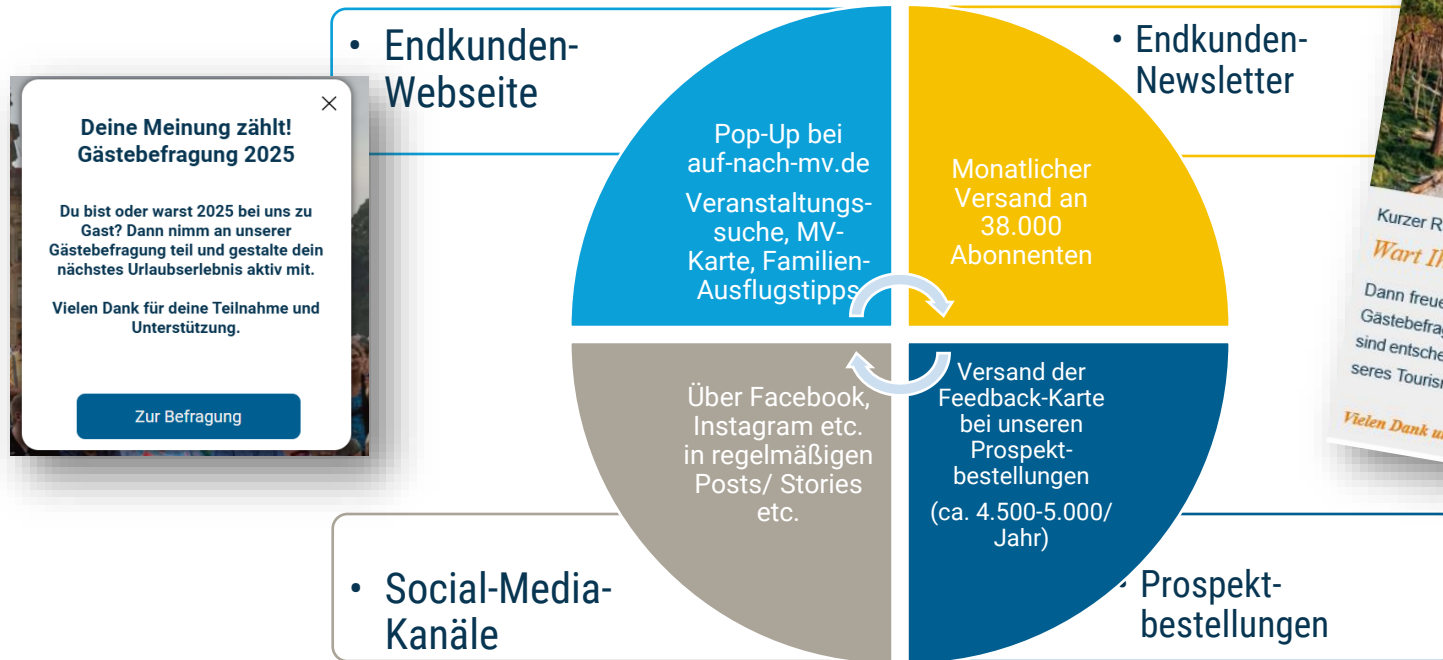 • Endkunden-
Webseite
• Endkunden-
Newsletter
Deine Meinung zählt!
Gästebefragung 2025
Du bist oder warst 2025 bei uns zu
Gast? Dann nimm an unserer
Gästebefragung teil und gestalte dein
nächstes Urlaubserlebnis aktiv mit.
Vielen Dank für deine Teilnahme und
Unterstützung.
Zur Befragung
Pop-Up bei
auf-nach-mv.de
Veranstaltungs-
suche, MV-
Karte, Familien-
Ausflugstipps
Monatlicher
Versand an
38.000
Abonnenten
Kurzer
Wart
Dann
sind
seres
Vielen Dank
Über Facebook,
Instagram etc.
in regelmäßigen
Posts/ Stories
etc.
Versand der
Feedback-Karte
bei unseren
Prospekt-
bestellungen
(ca. 4.500-5.000/
Jahr)
• Social-Media-
Kanäle
• Prospekt-
bestellungen